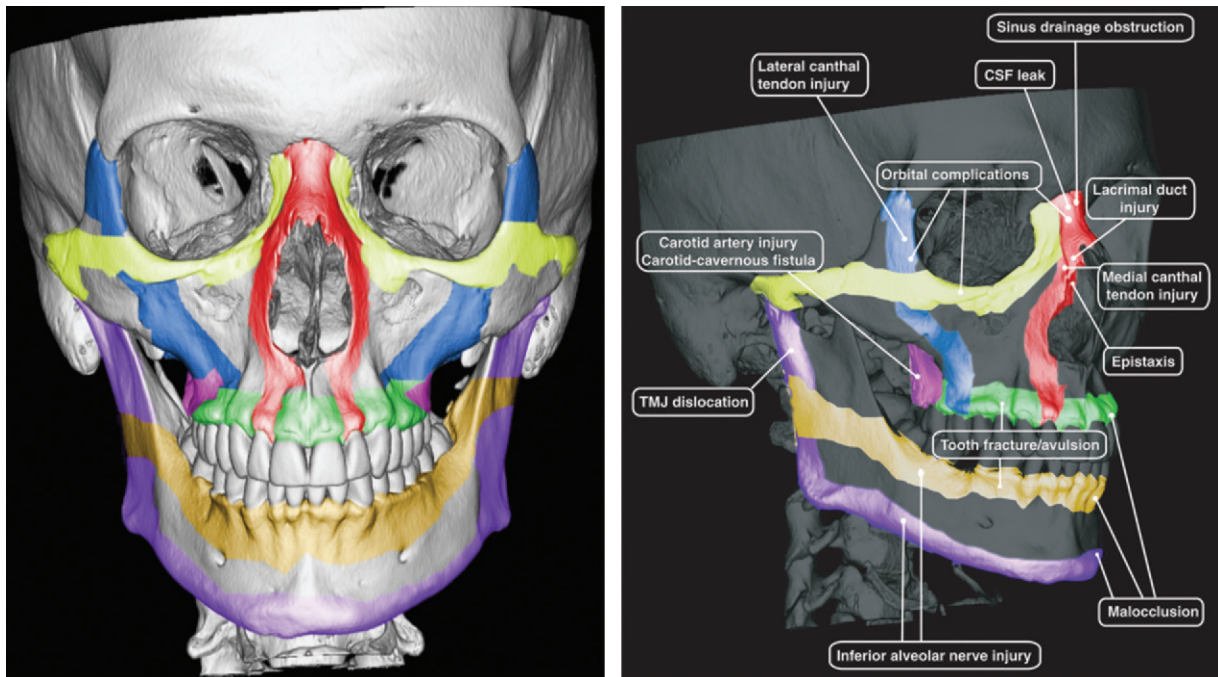 Sinus drainage obstruction
Lateral canthal
tendon injury
CSF leak
Orbital complications
Lacrimal duct
injury
Carotid artery injury
Carotid-cavernous fistula
Medial canthal
tendon injury
Epistaxis
TMJ dislocation
Tooth fracture/avulsion
Malocclusion
Inferior alveolar nerve injury